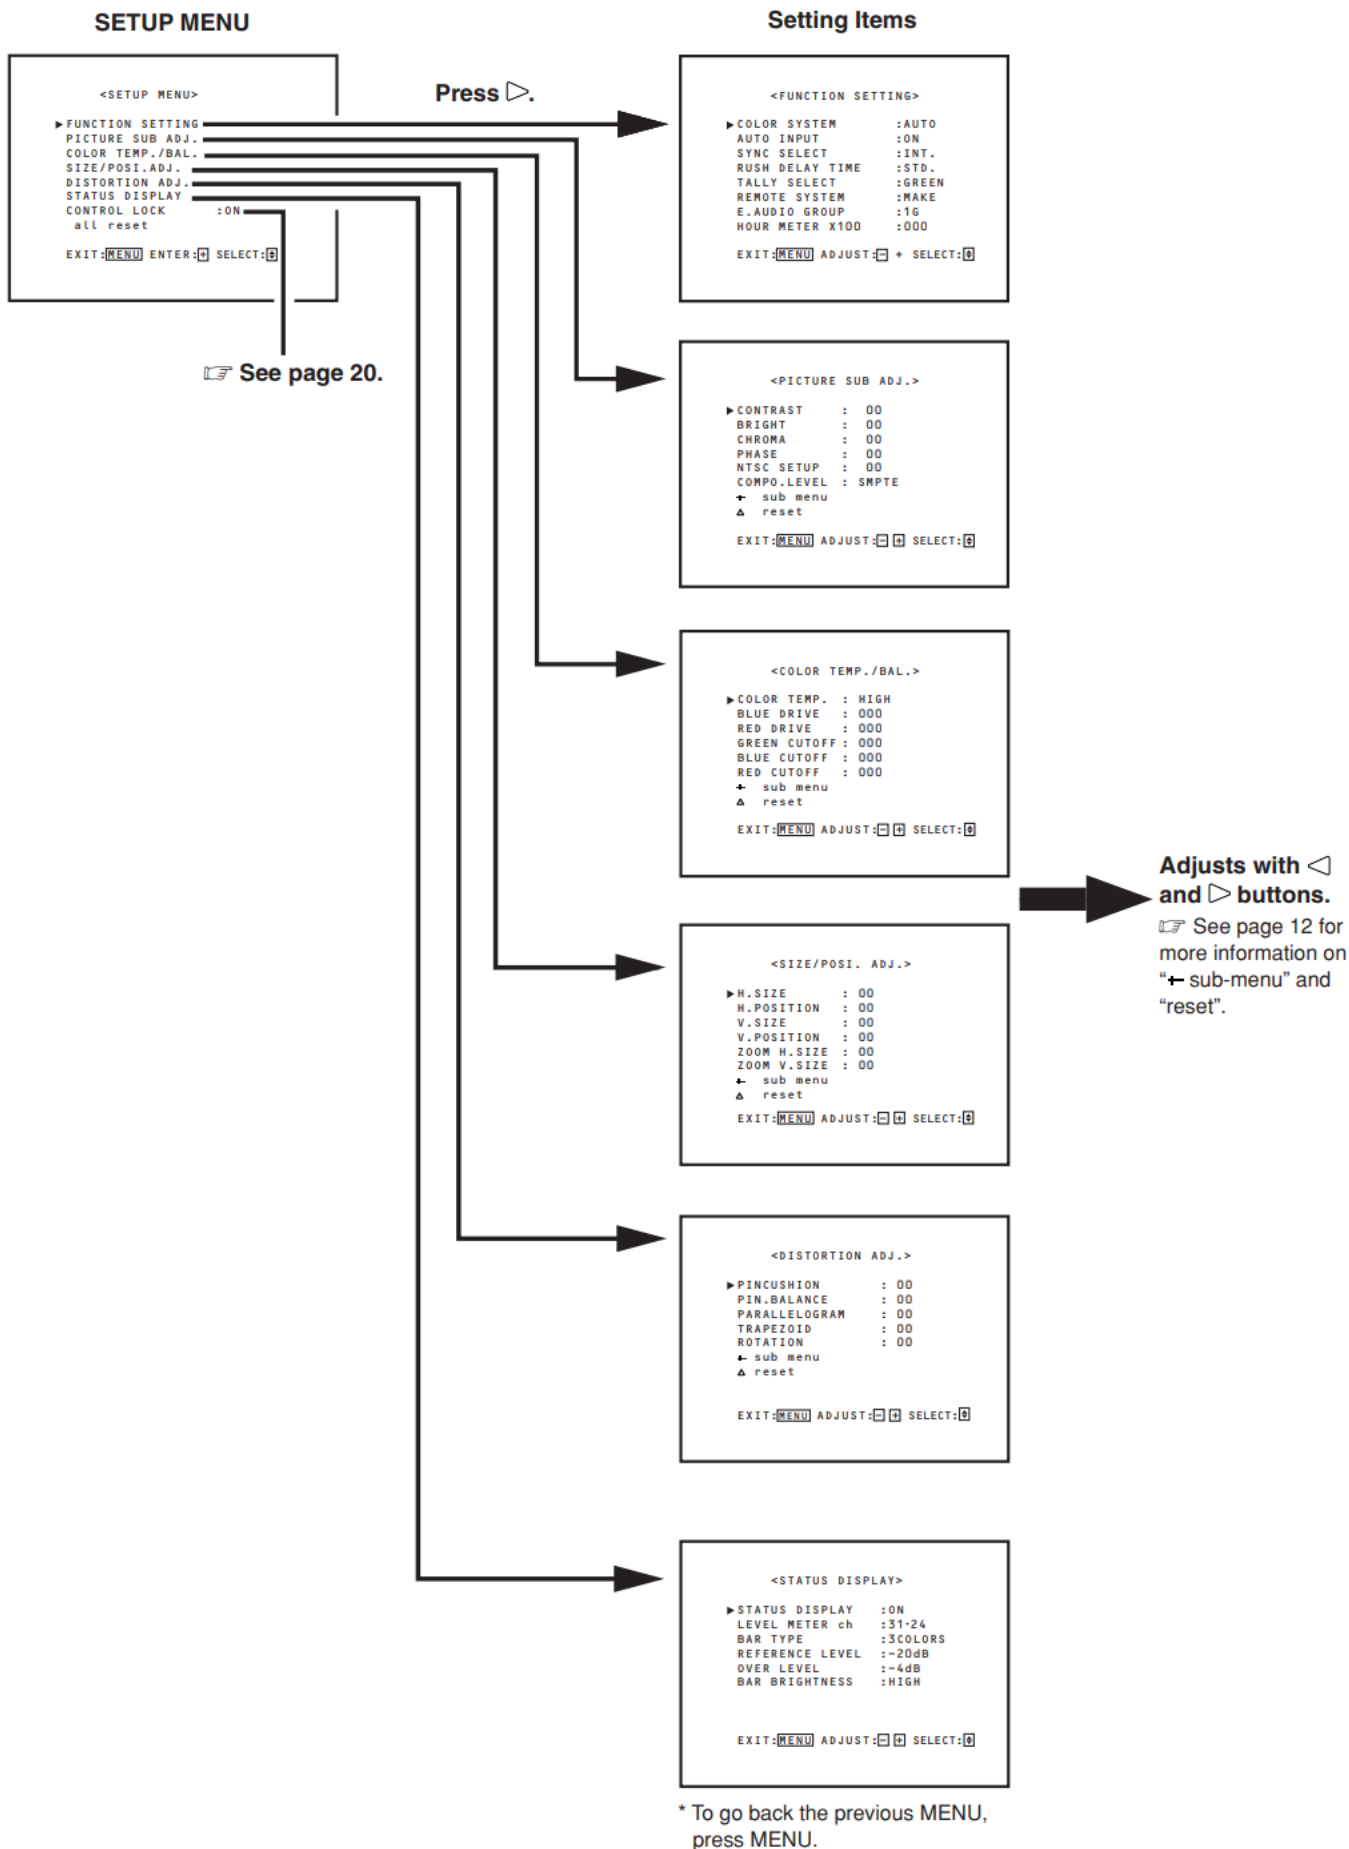 SETUP MENU
<SETUP MENU>
▶FUNCTION SETTING
PICTURE SUB ADJ.
COLOR TEMP./BAL.
SIZE/POSI.ADJ.
DISTORTION ADJ.
STATUS DISPLAY
CONTROL LOCK :ON
all reset
EXIT:MENU ENTER:+ SELECT:♦
☞ See page 20.
Press ▷.
Setting Items
<FUNCTION SETTING>
▶COLOR SYSTEM :AUTO
AUTO INPUT :ON
SYNC SELECT :INT.
RUSH DELAY TIME :STD.
TALLY SELECT :GREEN
REMOTE SYSTEM :MAKE
E.AUDIO GROUP :1G
HOUR METER X100 :000
EXIT:MENU ADJUST:- + SELECT:♦
<PICTURE SUB ADJ.>
▶CONTRAST : 00
BRIGHT : 00
CHROMA : 00
PHASE : 00
NTSC SETUP : 00
COMPO.LEVEL : SMPTE
← sub menu
△ reset
EXIT:MENU ADJUST:- + SELECT:♦
<COLOR TEMP./BAL.>
▶COLOR TEMP. : HIGH
BLUE DRIVE : 000
RED DRIVE : 000
GREEN CUTOFF : 000
BLUE CUTOFF : 000
RED CUTOFF : 000
← sub menu
△ reset
EXIT:MENU ADJUST:- + SELECT:♦
<SIZE/POSI. ADJ.>
▶H.SIZE : 00
H.POSITION : 00
V.SIZE : 00
V.POSITION : 00
ZOOM H.SIZE : 00
ZOOM V.SIZE : 00
← sub menu
△ reset
EXIT:MENU ADJUST:- + SELECT:♦
<DISTORTION ADJ.>
▶PINCUSHION : 00
PIN.BALANCE : 00
PARALLELOGRAM : 00
TRAPEZOID : 00
ROTATION : 00
← sub menu
△ reset
EXIT:MENU ADJUST:- + SELECT:♦
<STATUS DISPLAY>
▶STATUS DISPLAY :ON
LEVEL METER ch :31·24
BAR TYPE :3COLORS
REFERENCE LEVEL :-20dB
OVER LEVEL :-4dB
BAR BRIGHTNESS :HIGH
EXIT:MENU ADJUST:- + SELECT:♦
* To go back the previous MENU,
press MENU.
Adjusts with ◁
and ▷ buttons.
☞ See page 12 for
more information on
“← sub-menu” and
“reset”.